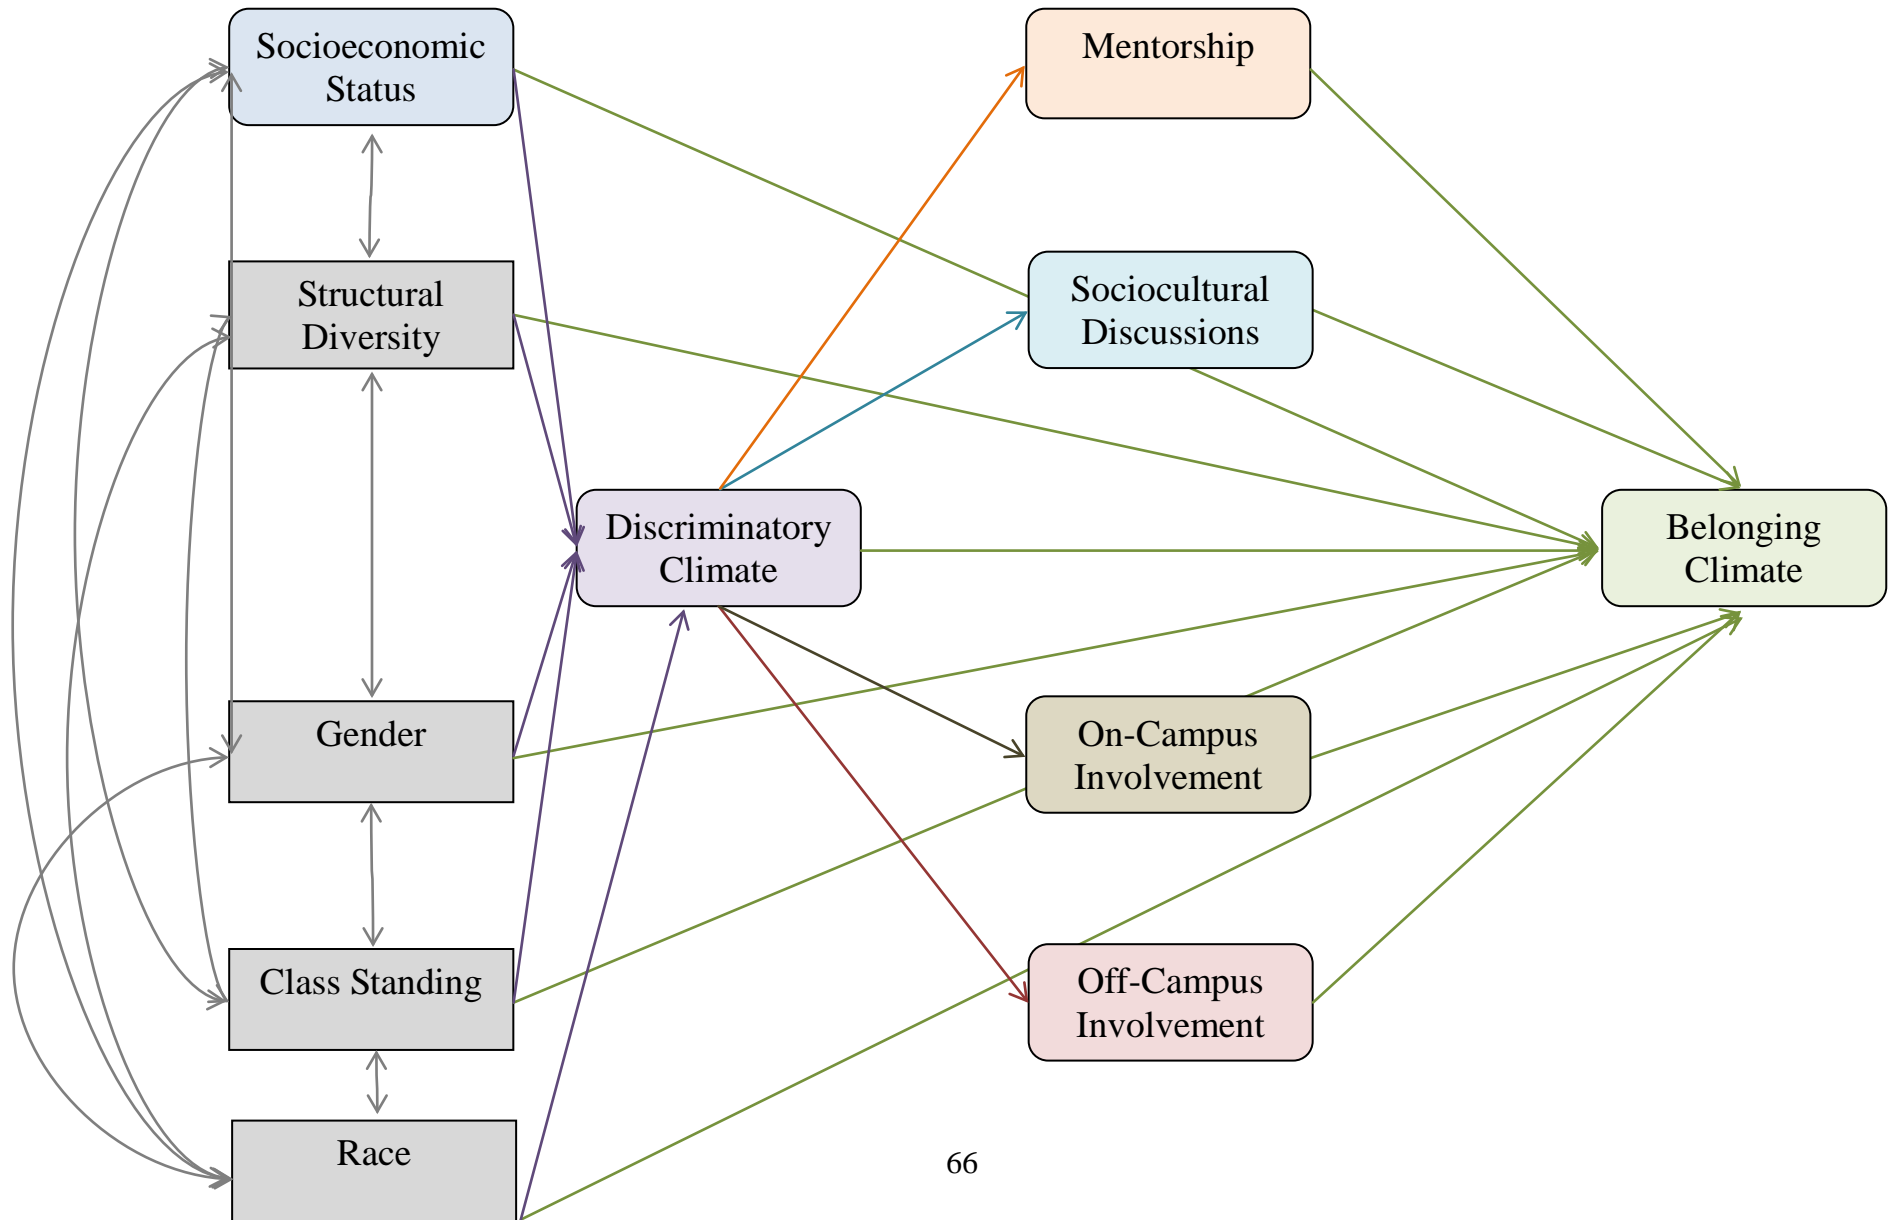 Socioeconomic
Status
Mentorship
Structural
Diversity
Sociocultural
Discussions
Discriminatory
Climate
Belonging
Climate
Gender
On-Campus
Involvement
Class Standing
Off-Campus
Involvement
Race
66